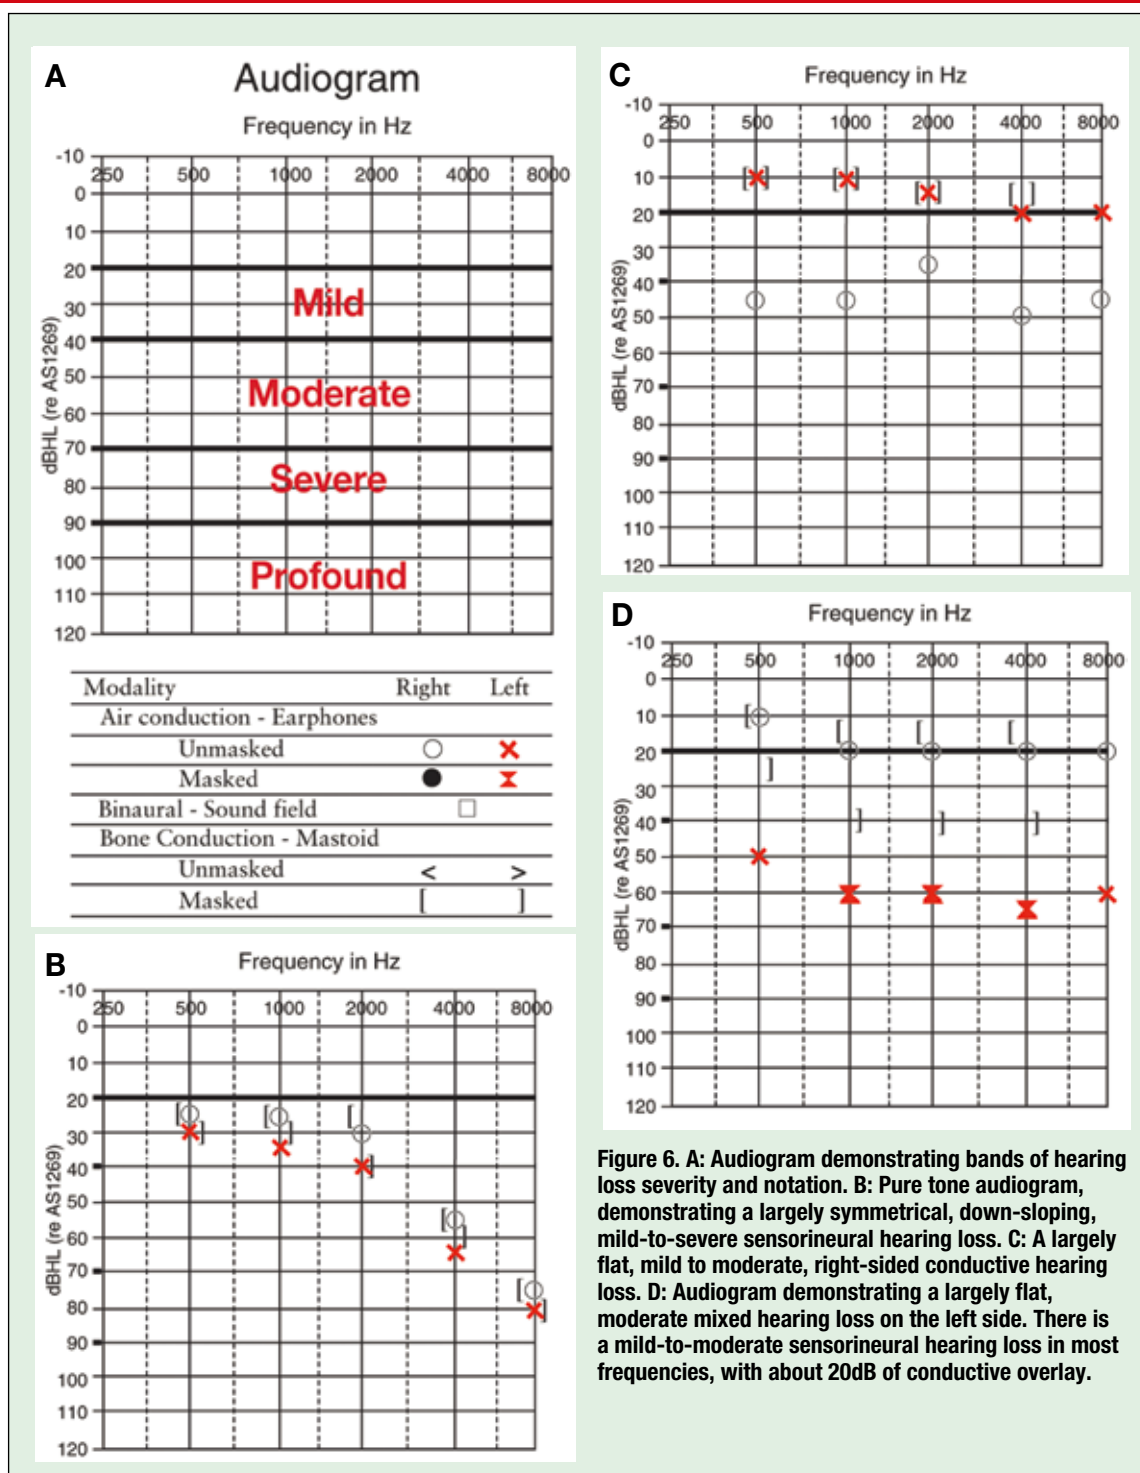 A
Audiogram
Frequency in Hz
-10
250 500 1000 2000 4000 8000
0
10
20
Mild
30
40
50
Moderate
60
70
Severe
80
90
100
Profound
110
120
dBHL (re AS1269)
Modality Right Left
Air conduction - Earphones
Unmasked
Masked
Binaural - Sound field
Bone Conduction - Mastoid
Unmasked < >
Masked [ ]
B
Frequency in Hz
-10
250 500 1000 2000 4000 8000
0
10
20
30
40
50
60
70
80
90
100
110
120
dBHL (re AS1269)
C
Frequency in Hz
-10
250 500 1000 2000 4000 8000
0
10
20
30
40
50
60
70
80
90
100
110
120
dBHL (re AS1269)
D
Frequency in Hz
-10
250 500 1000 2000 4000 8000
0
10
20
30
40
50
60
70
80
90
100
110
120
dBHL (re AS1269)
Figure 6. A: Audiogram demonstrating bands of hearing
loss severity and notation. B: Pure tone audiogram,
demonstrating a largely symmetrical, down-sloping,
mild-to-severe sensorineural hearing loss. C: A largely
flat, mild to moderate, right-sided conductive hearing
loss. D: Audiogram demonstrating a largely flat,
moderate mixed hearing loss on the left side. There is
a mild-to-moderate sensorineural hearing loss in most
frequencies, with about 20dB of conductive overlay.